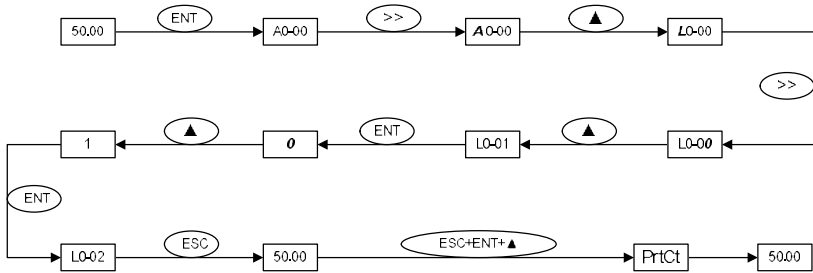 50.00 ENT A0-00 >> A0-00 ▲ L0-00
>>
1 ▲ 0 ENT L0-01 ▲ L0-00
ENT
L0-02 ESC 50.00 ESC+ENT+▲ PrtCt 50.00